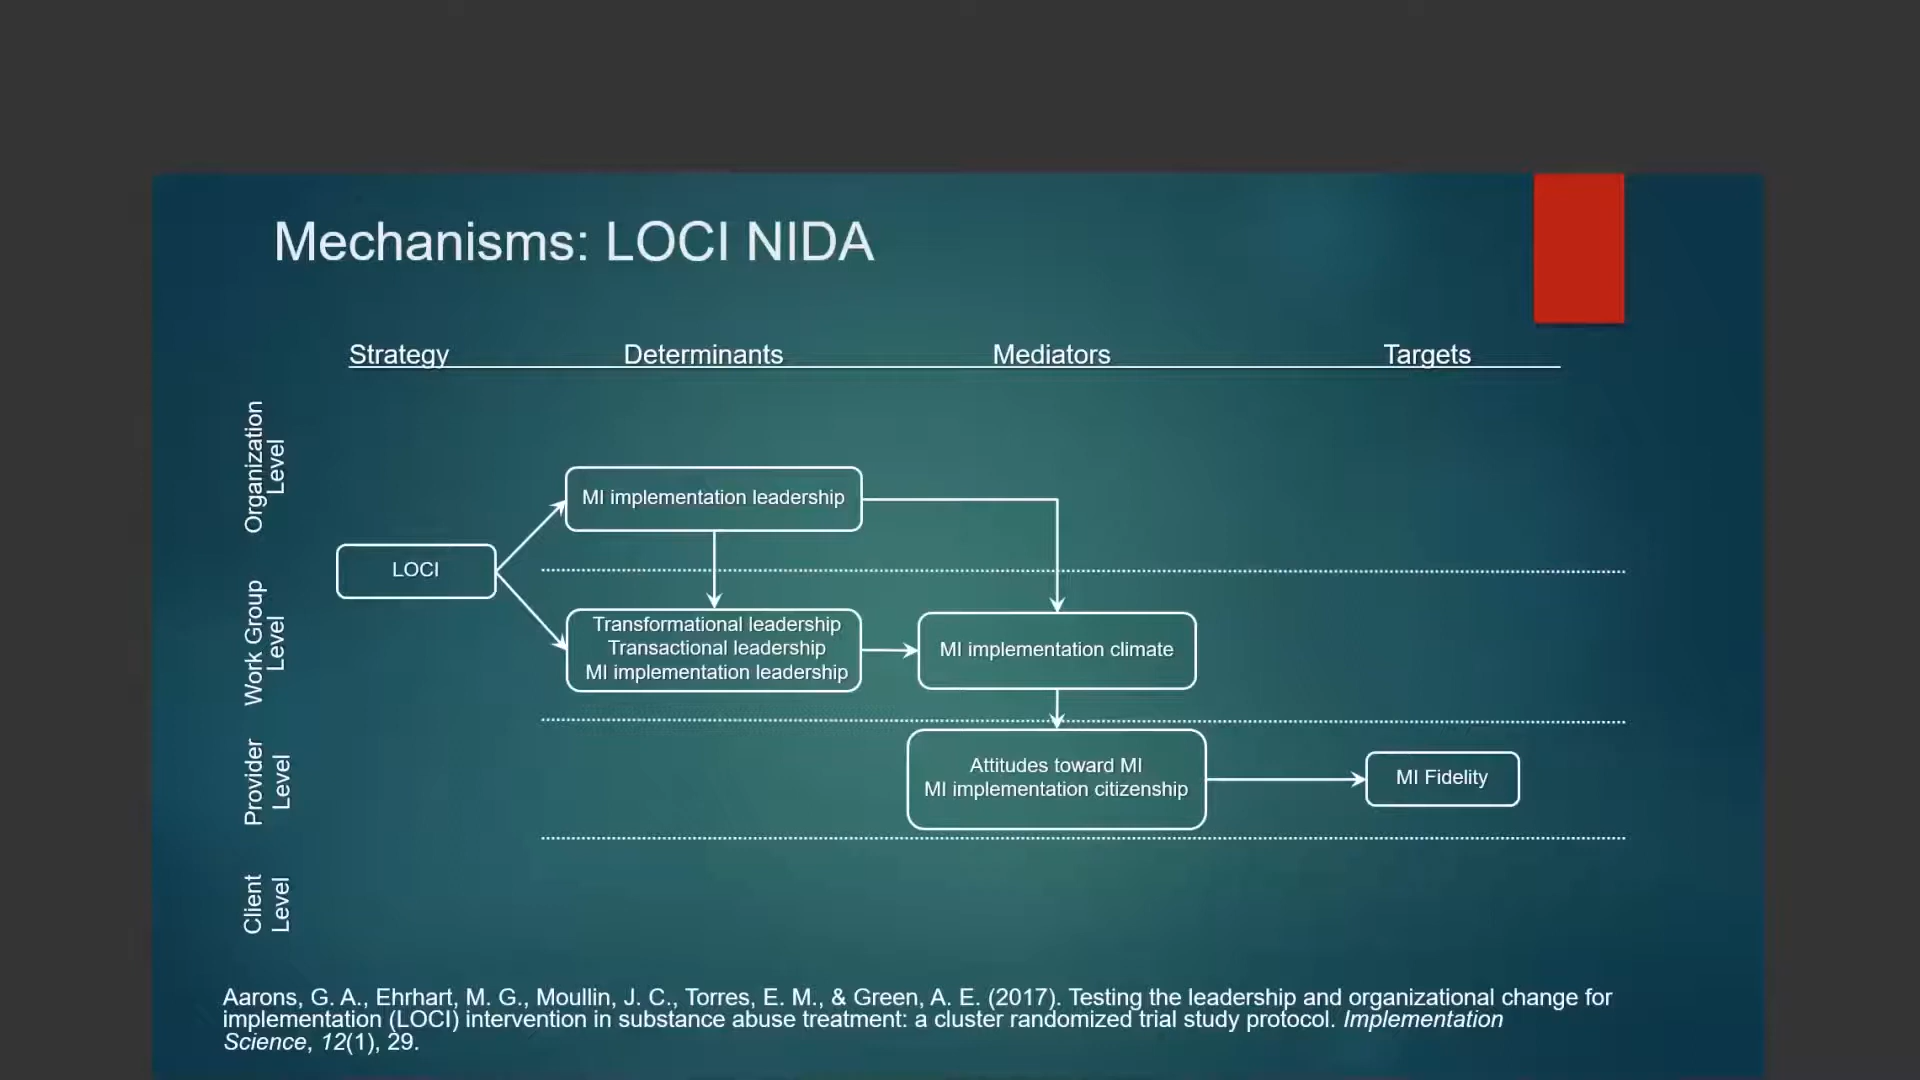 Mechanisms: LOCI NIDA
Strategy
Determinants
Mediators
Targets
Organization
Level
MI implementation leadership
LOCI
Work Group
Level
Transformational leadership
Transactional leadership
MI implementation leadership
MI implementation climate
Provider
Level
Attitudes toward MI
MI implementation citizenship
MI Fidelity
Client
Level
Aarons, G. A., Ehrhart, M. G., Moullin, J. C., Torres, E. M., & Green, A. E. (2017). Testing the leadership and organizational change for
implementation (LOCI) intervention in substance abuse treatment: a cluster randomized trial study protocol. Implementation
Science, 12(1), 29.